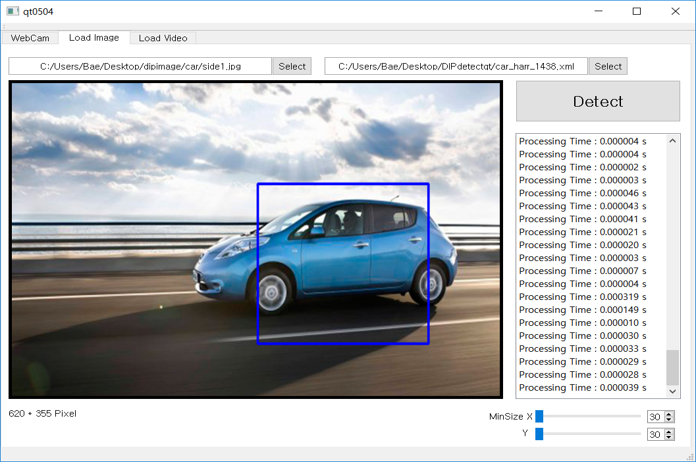 qt0504
WebCam Load Image Load Video
C:/Users/Bae/Desktop/dipimage/car/side1.jpg Select C:/Users/Bae/Desktop/DIPdetectqt/car_harr_1438.xml Select
Detect
Processing Time : 0.000004 s
Processing Time : 0.000004 s
Processing Time : 0.000002 s
Processing Time : 0.000003 s
Processing Time : 0.000046 s
Processing Time : 0.000043 s
Processing Time : 0.000041 s
Processing Time : 0.000021 s
Processing Time : 0.000020 s
Processing Time : 0.000003 s
Processing Time : 0.000007 s
Processing Time : 0.000004 s
Processing Time : 0.000319 s
Processing Time : 0.000149 s
Processing Time : 0.000010 s
Processing Time : 0.000030 s
Processing Time : 0.000033 s
Processing Time : 0.000029 s
Processing Time : 0.000028 s
Processing Time : 0.000039 s
620 * 355 Pixel
MinSize X 30
Y 30